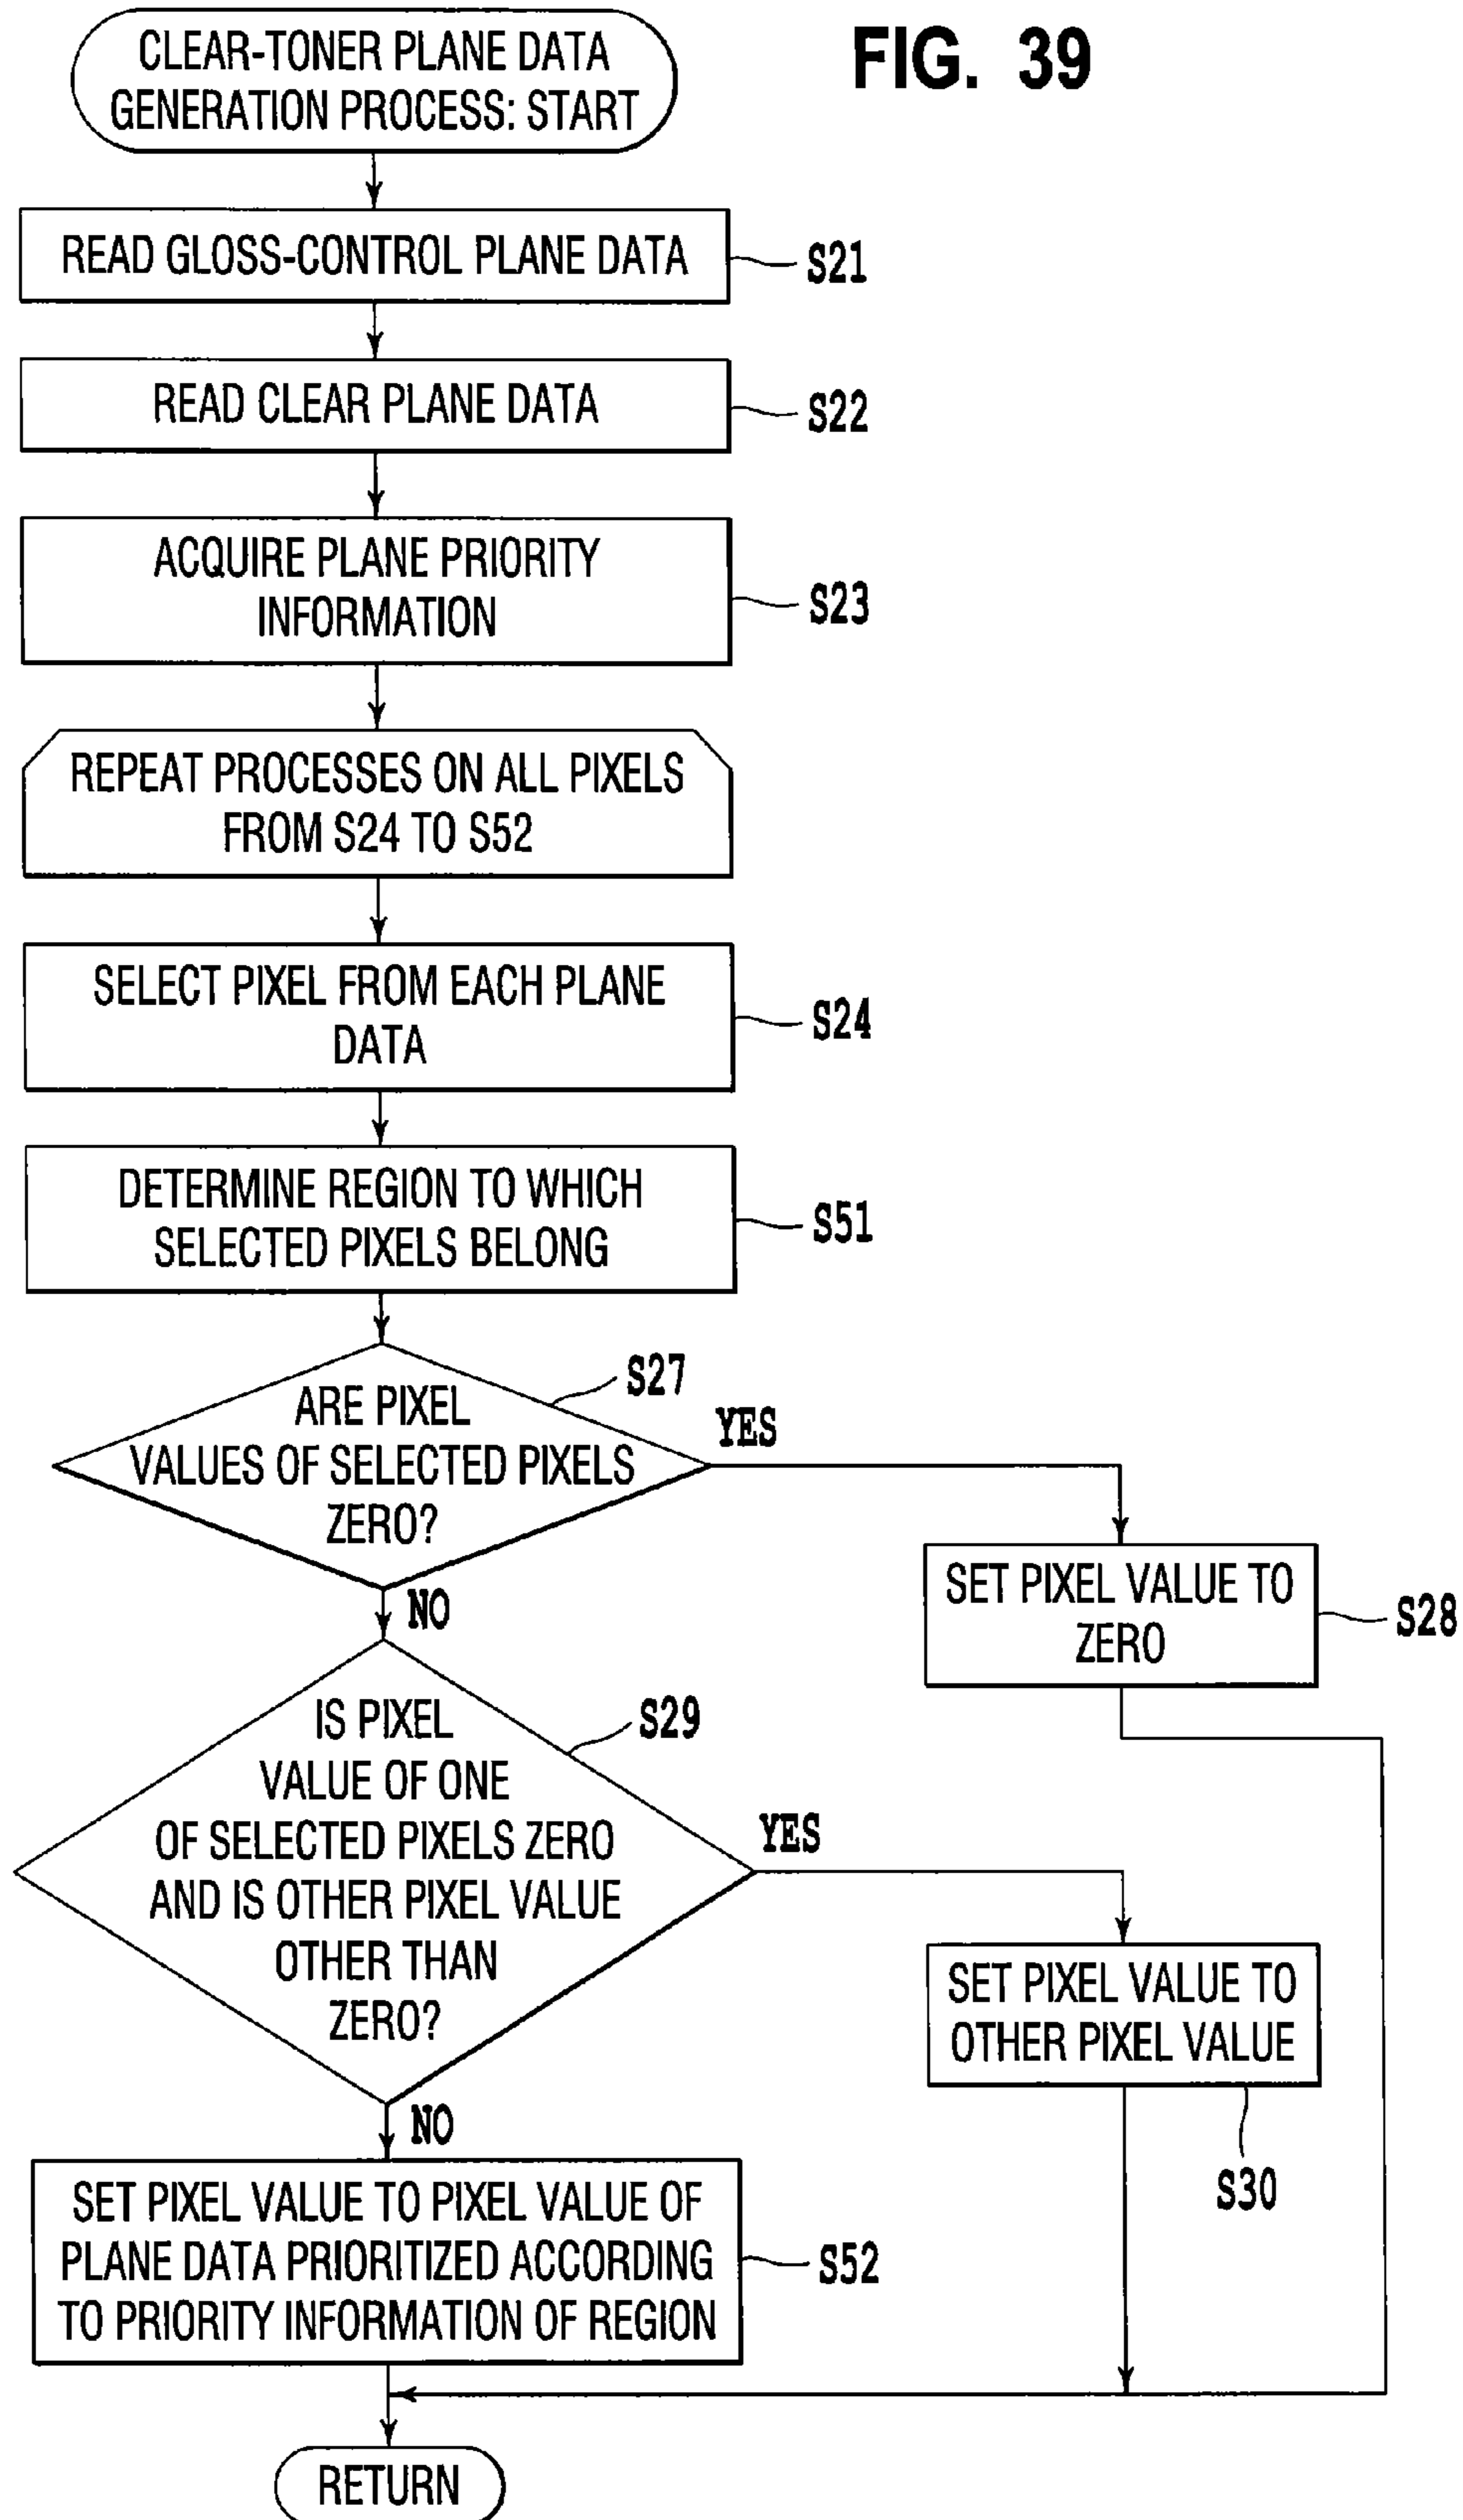 FIG. 39
CLEAR-TONER PLANE DATA
GENERATION PROCESS: START
READ GLOSS-CONTROL PLANE DATA
S21
READ CLEAR PLANE DATA
S22
ACQUIRE PLANE PRIORITY
INFORMATION
S23
REPEAT PROCESSES ON ALL PIXELS
FROM S24 TO S52
SELECT PIXEL FROM EACH PLANE
DATA
S24
DETERMINE REGION TO WHICH
SELECTED PIXELS BELONG
S51
ARE PIXEL
VALUES OF SELECTED PIXELS
ZERO?
S27
YES
SET PIXEL VALUE TO
ZERO
S28
NO
IS PIXEL
VALUE OF ONE
OF SELECTED PIXELS ZERO
AND IS OTHER PIXEL VALUE
OTHER THAN
ZERO?
S29
YES
SET PIXEL VALUE TO
OTHER PIXEL VALUE
S30
NO
SET PIXEL VALUE TO PIXEL VALUE OF
PLANE DATA PRIORITIZED ACCORDING
TO PRIORITY INFORMATION OF REGION
S52
RETURN